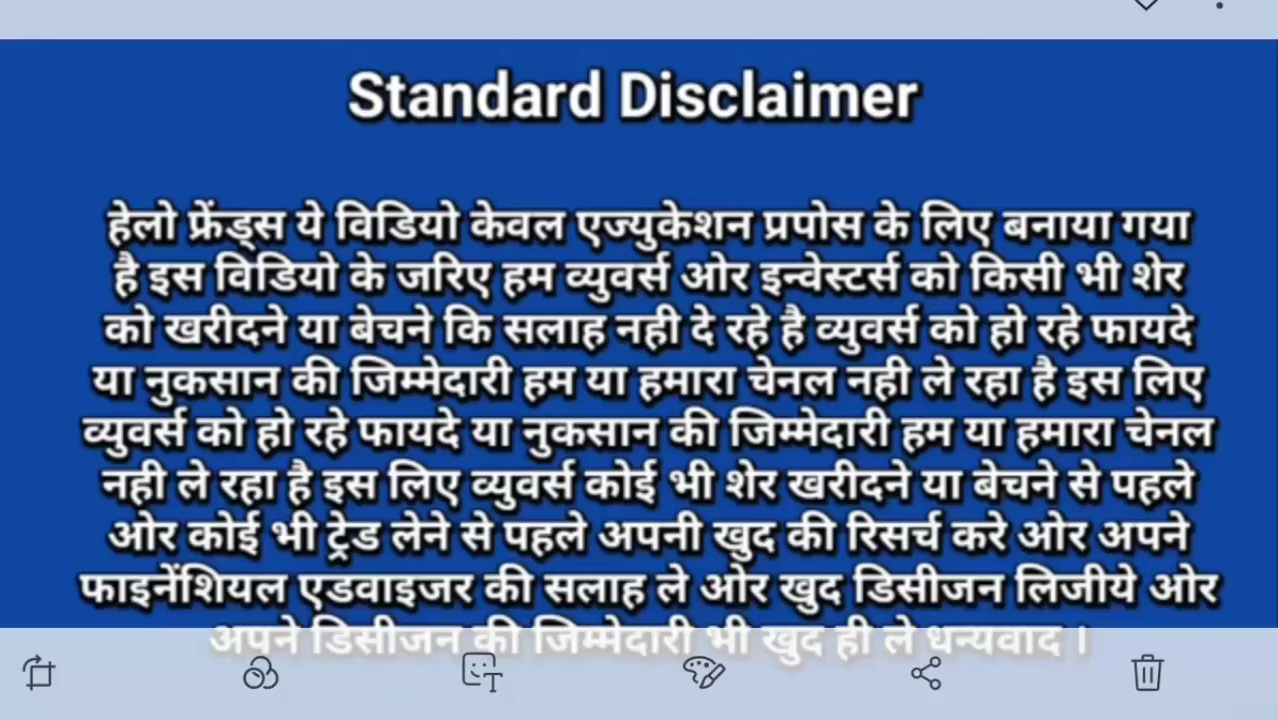 Standard Disclaimer
हेलो फ्रेंड्स ये विडियो केवल एज्युकेशन प्रपोस के लिए बनाया गया
है इस विडियो के जरिए हम व्युवर्स ओर इन्वेस्टर्स को किसी भी शेर
को खरीदने या बेचने कि सलाह नही दे रहे है व्युवर्स को हो रहे फायदे
या नुकसान की जिम्मेदारी हम या हमारा चेनल नही ले रहा है इस लिए
व्युवर्स को हो रहे फायदे या नुकसान की जिम्मेदारी हम या हमारा चेनल
नही ले रहा है इस लिए व्युवर्स कोई भी शेर खरीदने या बेचने से पहले
ओर कोई भी ट्रेड लेने से पहले अपनी खुद की रिसर्च करे ओर अपने
फाइनेंशियल एडवाइजर की सलाह ले ओर खुद डिसीजन लिजीये ओर
अपने डिसीजन की जिम्मेदारी भी खुद ही ले धन्यवाद ।